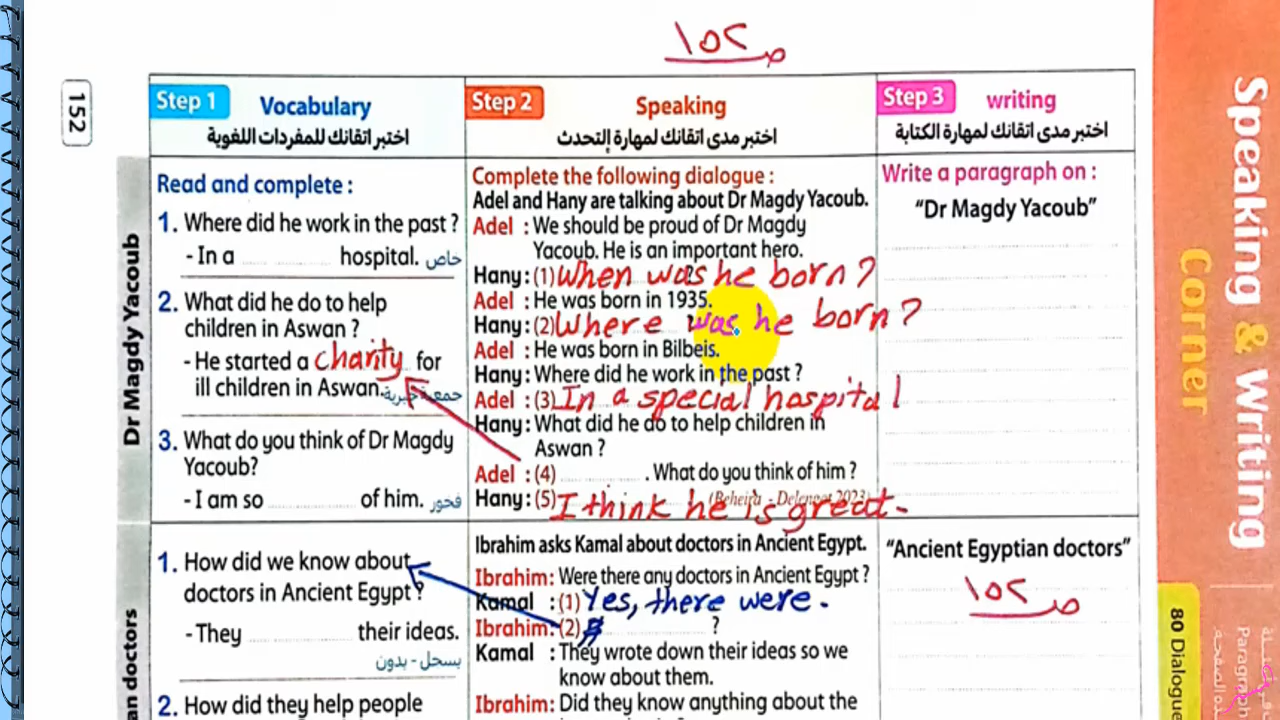 ص ١٥٢
152
Step 1 Vocabulary
اختبر اتقانك للمفردات اللغوية
Step 2 Speaking
اختبر مدى اتقانك لمهارة التحدث
Step 3 writing
اختبر مدى اتقانك لمهارة الكتابة
Dr Magdy Yacoub
Read and complete :
1. Where did he work in the past ?
- In a ............ hospital. خاص
2. What did he do to help
children in Aswan ?
- He started a charity for
ill children in Aswan. جمعية خيرية
3. What do you think of Dr Magdy
Yacoub?
- I am so ............ of him. فخور
Complete the following dialogue :
Adel and Hany are talking about Dr Magdy Yacoub.
Adel : We should be proud of Dr Magdy
Yacoub. He is an important hero.
Hany : (1) When was he born ?
Adel : He was born in 1935.
Hany : (2) Where was he born ?
Adel : He was born in Bilbeis.
Hany : Where did he work in the past ?
Adel : (3) In a special hospital
Hany : What did he do to help children in
Aswan ?
Adel : (4) ............ . What do you think of him ?
Hany : (5) I think he is great.
Write a paragraph on :
“Dr Magdy Yacoub”
an doctors
1. How did we know about
doctors in Ancient Egypt ?
- They ............ their ideas.
2. How did they help people
Ibrahim asks Kamal about doctors in Ancient Egypt.
Ibrahim: Were there any doctors in Ancient Egypt ?
Kamal : (1) Yes, there were.
Ibrahim: (2) ............ ?
Kamal : They wrote down their ideas so we
know about them.
Ibrahim: Did they know anything about the
“Ancient Egyptian doctors”
ص ١٥٢
Speaking & Writing
Corner
80 Dialogue
Paragraph